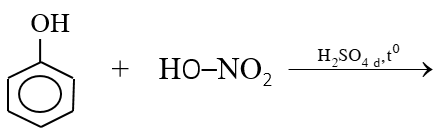 OH
+ HO–NO₂ H₂SO₄ d, t⁰